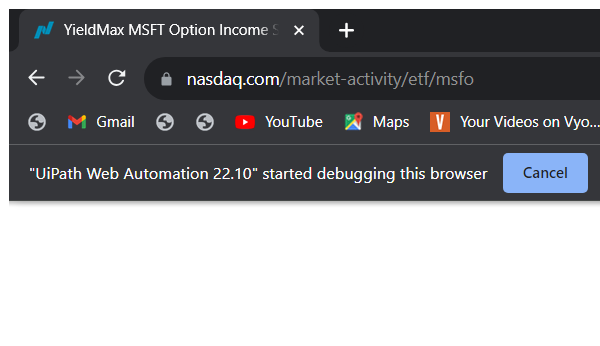 YieldMax MSFT Option Income
nasdaq.com/market-activity/etf/msfo
Gmail YouTube Maps V Your Videos on Vyo...
"UiPath Web Automation 22.10" started debugging this browser Cancel